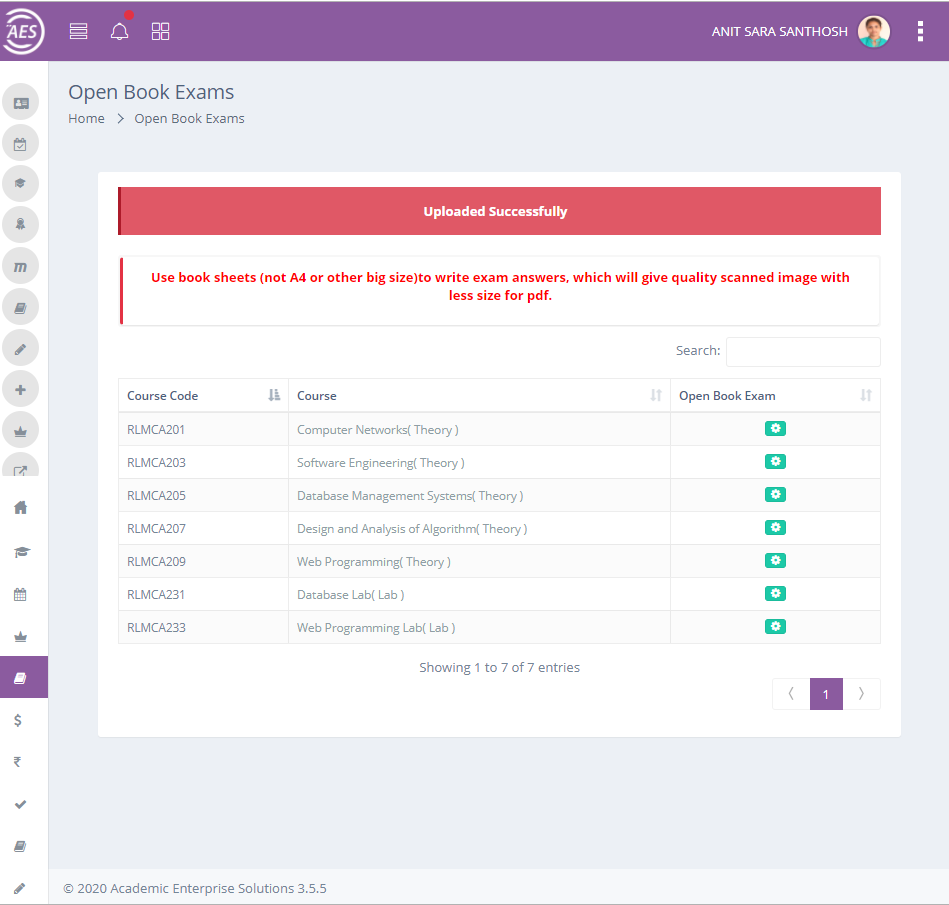 AES
ANIT SARA SANTHOSH
Open Book Exams
Home > Open Book Exams
Uploaded Successfully
Use book sheets (not A4 or other big size)to write exam answers, which will give quality scanned image with
less size for pdf.
Search:
Course Code Course Open Book Exam
RLMCA201 Computer Networks( Theory )
RLMCA203 Software Engineering( Theory )
RLMCA205 Database Management Systems( Theory )
RLMCA207 Design and Analysis of Algorithm( Theory )
RLMCA209 Web Programming( Theory )
RLMCA231 Database Lab( Lab )
RLMCA233 Web Programming Lab( Lab )
Showing 1 to 7 of 7 entries
1
m
$
₹
© 2020 Academic Enterprise Solutions 3.5.5